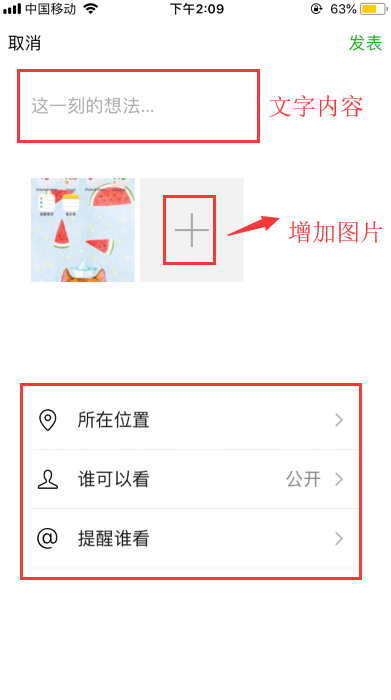 中国移动 下午2:09 63%
取消 发表
这一刻的想法...
文字内容
增加图片
所在位置
谁可以看 公开
提醒谁看